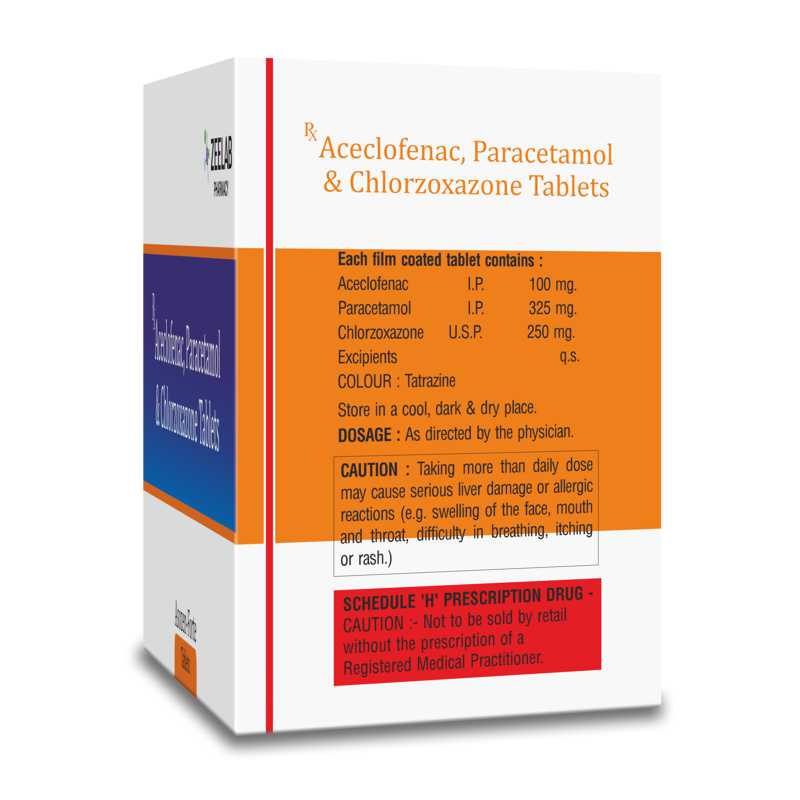 ZEELAB
PHARMACY
Rx
Aceclofenac, Paracetamol
& Chlorzoxazone Tablets
Rx
Aceclofenac, Paracetamol
& Chlorzoxazone Tablets
Each film coated tablet contains :
Aceclofenac I.P. 100 mg.
Paracetamol I.P. 325 mg.
Chlorzoxazone U.S.P. 250 mg.
Excipients q.s.
COLOUR : Tatrazine
Store in a cool, dark & dry place.
DOSAGE : As directed by the physician.
CAUTION : Taking more than daily dose
may cause serious liver damage or allergic
reactions (e.g. swelling of the face, mouth
and throat, difficulty in breathing, itching
or rash.)
SCHEDULE 'H' PRESCRIPTION DRUG -
CAUTION :- Not to be sold by retail
without the prescription of a
Registered Medical Practitioner.